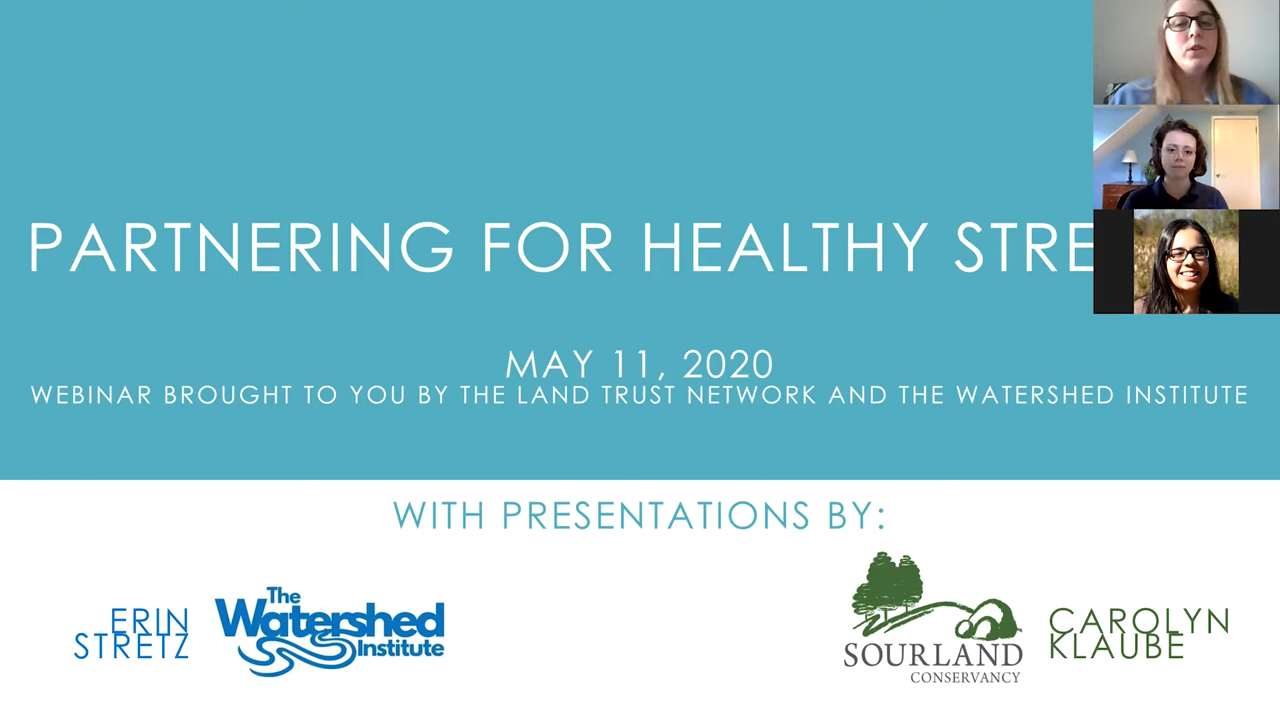 PARTNERING FOR HEALTHY STRE
MAY 11, 2020
WEBINAR BROUGHT TO YOU BY THE LAND TRUST NETWORK AND THE WATERSHED INSTITUTE
WITH PRESENTATIONS BY:
ERIN
STRETZ
The
Watershed
Institute
SOURLAND
CONSERVANCY
CAROLYN
KLAUBE